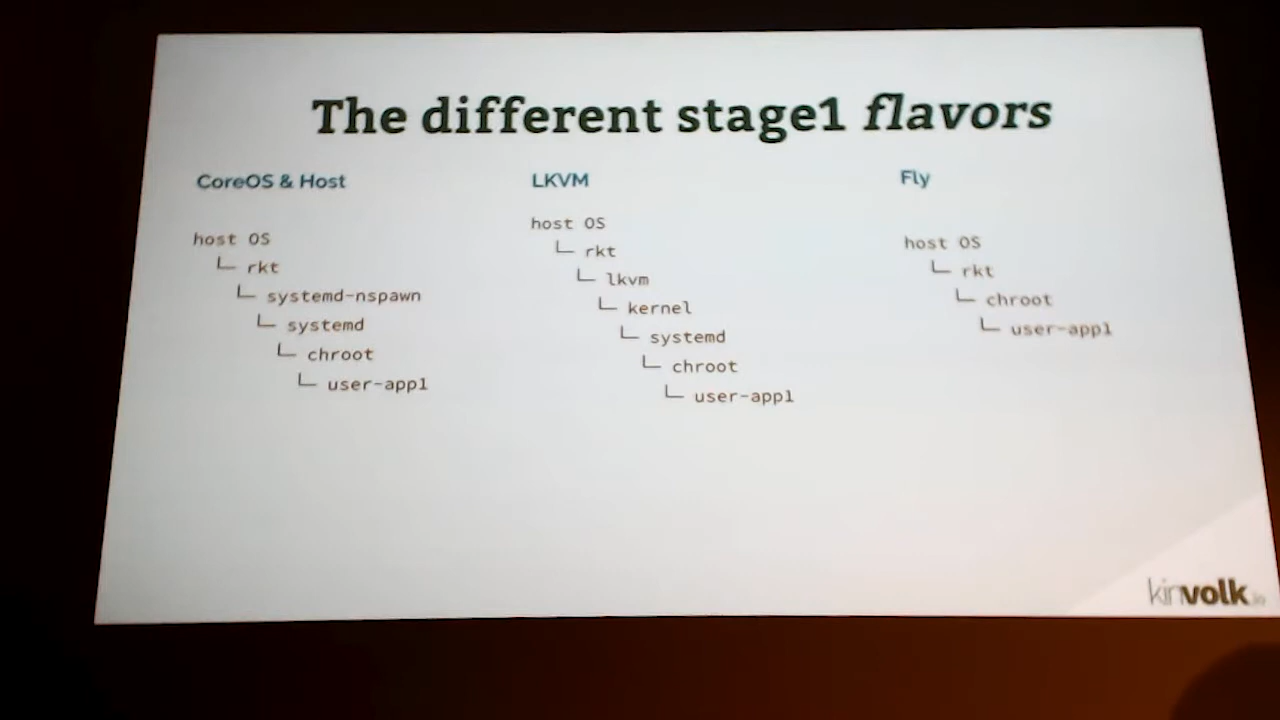 The different stage1 flavors
CoreOS & Host
host OS
└─ rkt
└─ systemd-nspawn
└─ systemd
└─ chroot
└─ user-app1
LKVM
host OS
└─ rkt
└─ lkvm
└─ kernel
└─ systemd
└─ chroot
└─ user-app1
Fly
host OS
└─ rkt
└─ chroot
└─ user-app1
kinvolk.io